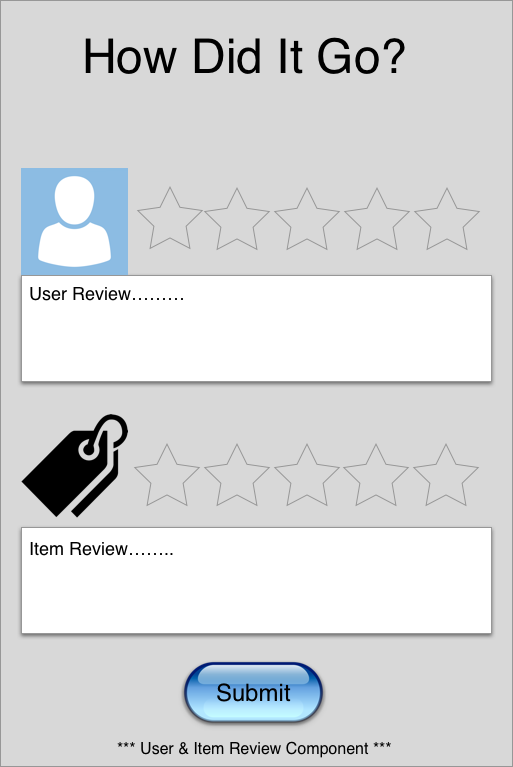 How Did It Go?
User Review………
Item Review……..
Submit
*** User & Item Review Component ***